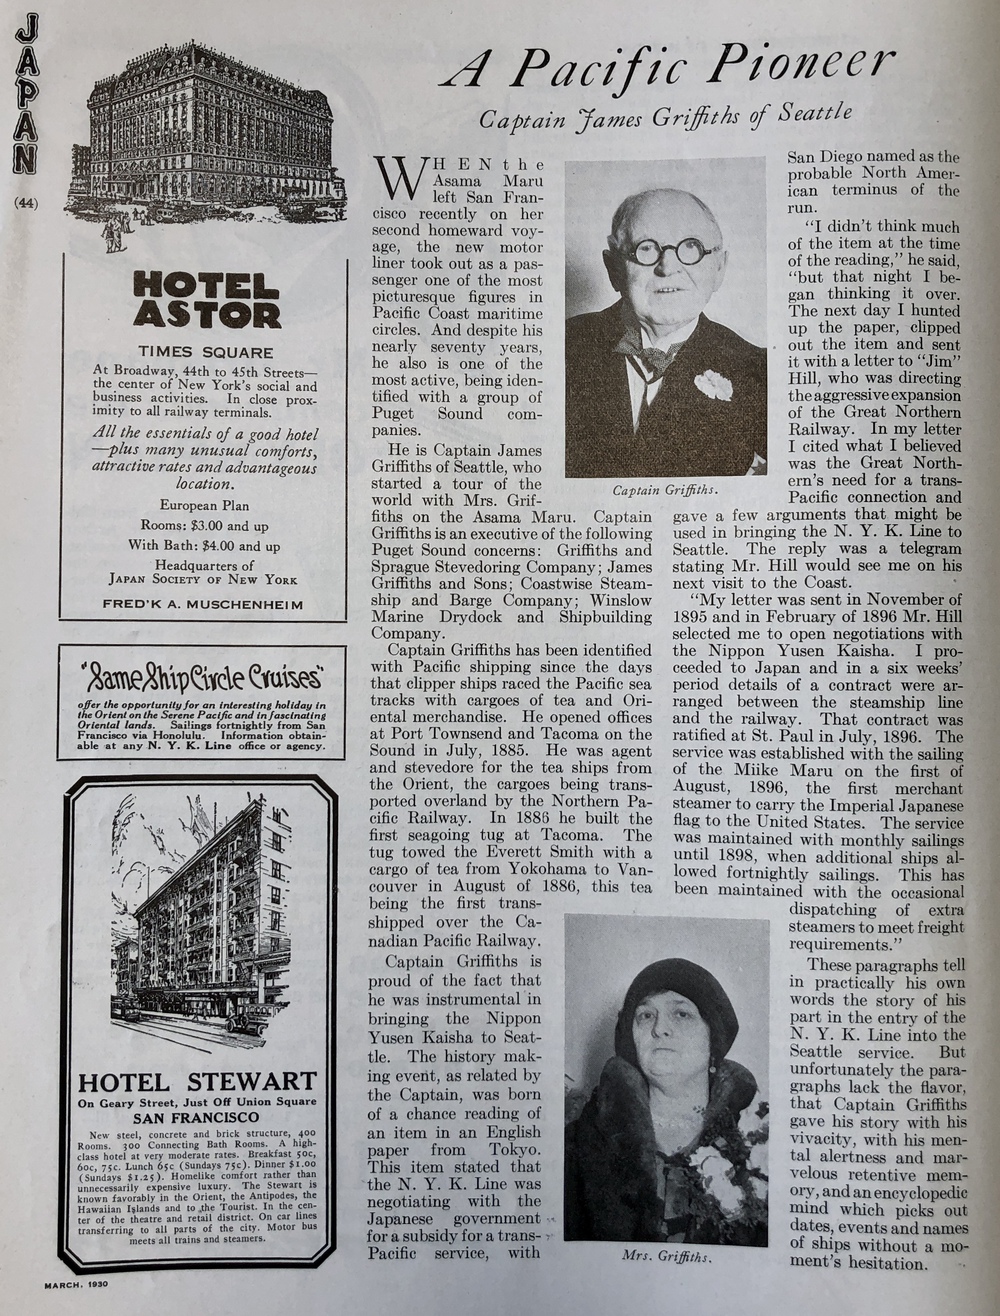 JAPAN
(44)
HOTEL
ASTOR
TIMES SQUARE
At Broadway, 44th to 45th Streets—
the center of New York's social and
business activities. In close prox-
imity to all railway terminals.
All the essentials of a good hotel
—plus many unusual comforts,
attractive rates and advantageous
location.
European Plan
Rooms: $3.00 and up
With Bath: $4.00 and up
Headquarters of
JAPAN SOCIETY OF NEW YORK
FRED'K A. MUSCHENHEIM
"Same Ship Circle Cruises"
offer the opportunity for an interesting holiday in
the Orient on the Serene Pacific and in fascinating
Oriental lands. Sailings fortnightly from San
Francisco via Honolulu. Information obtain-
able at any N. Y. K. Line office or agency.
HOTEL STEWART
On Geary Street, Just Off Union Square
SAN FRANCISCO
New steel, concrete and brick structure, 400
Rooms. 300 Connecting Bath Rooms. A high-
class hotel at very moderate rates. Breakfast 50c,
60c, 75c. Lunch 65c (Sundays 75c). Dinner $1.00
(Sundays $1.25). Homelike comfort rather than
unnecessarily expensive luxury. The Stewart is
known favorably in the Orient, the Antipodes, the
Hawaiian Islands and to the Tourist. In the cen-
ter of the theatre and retail district. On car lines
transferring to all parts of the city. Motor bus
meets all trains and steamers.
MARCH, 1930
A Pacific Pioneer
Captain James Griffiths of Seattle
WHEN the
Asama Maru
left San Fran-
cisco recently on her
second homeward voy-
age, the new motor
liner took out as a pas-
senger one of the most
picturesque figures in
Pacific Coast maritime
circles. And despite his
nearly seventy years,
he also is one of the
most active, being iden-
tified with a group of
Puget Sound com-
panies.
He is Captain James
Griffiths of Seattle, who
started a tour of the
world with Mrs. Grif-
fiths on the Asama Maru. Captain
Griffiths is an executive of the following
Puget Sound concerns: Griffiths and
Sprague Stevedoring Company; James
Griffiths and Sons; Coastwise Steam-
ship and Barge Company; Winslow
Marine Drydock and Shipbuilding
Company.
Captain Griffiths has been identified
with Pacific shipping since the days
that clipper ships raced the Pacific sea
tracks with cargoes of tea and Ori-
ental merchandise. He opened offices
at Port Townsend and Tacoma on the
Sound in July, 1885. He was agent
and stevedore for the tea ships from
the Orient, the cargoes being trans-
ported overland by the Northern Pa-
cific Railway. In 1886 he built the
first seagoing tug at Tacoma. The
tug towed the Everett Smith with a
cargo of tea from Yokohama to Van-
couver in August of 1886, this tea
being the first trans-
shipped over the Ca-
nadian Pacific Railway.
Captain Griffiths is
proud of the fact that
he was instrumental in
bringing the Nippon
Yusen Kaisha to Seat-
tle. The history mak-
ing event, as related by
the Captain, was born
of a chance reading of
an item in an English
paper from Tokyo.
This item stated that
the N. Y. K. Line was
negotiating with the
Japanese government
for a subsidy for a trans-
Pacific service, with
Captain Griffiths.
San Diego named as the
probable North Amer-
ican terminus of the
run.
"I didn't think much
of the item at the time
of the reading," he said,
"but that night I be-
gan thinking it over.
The next day I hunted
up the paper, clipped
out the item and sent
it with a letter to "Jim"
Hill, who was directing
the aggressive expansion
of the Great Northern
Railway. In my letter
I cited what I believed
was the Great North-
ern's need for a trans-
Pacific connection and
gave a few arguments that might be
used in bringing the N. Y. K. Line to
Seattle. The reply was a telegram
stating Mr. Hill would see me on his
next visit to the Coast.
"My letter was sent in November of
1895 and in February of 1896 Mr. Hill
selected me to open negotiations with
the Nippon Yusen Kaisha. I pro-
ceeded to Japan and in a six weeks'
period details of a contract were ar-
ranged between the steamship line
and the railway. That contract was
ratified at St. Paul in July, 1896. The
service was established with the sailing
of the Miike Maru on the first of
August, 1896, the first merchant
steamer to carry the Imperial Japanese
flag to the United States. The service
was maintained with monthly sailings
until 1898, when additional ships al-
lowed fortnightly sailings. This has
been maintained with the occasional
dispatching of extra
steamers to meet freight
requirements."
These paragraphs tell
in practically his own
words the story of his
part in the entry of the
N. Y. K. Line into the
Seattle service. But
unfortunately the para-
graphs lack the flavor,
that Captain Griffiths
gave his story with his
vivacity, with his men-
tal alertness and mar-
velous retentive mem-
ory, and an encyclopedic
mind which picks out
dates, events and names
of ships without a mo-
ment's hesitation.
Mrs. Griffiths.